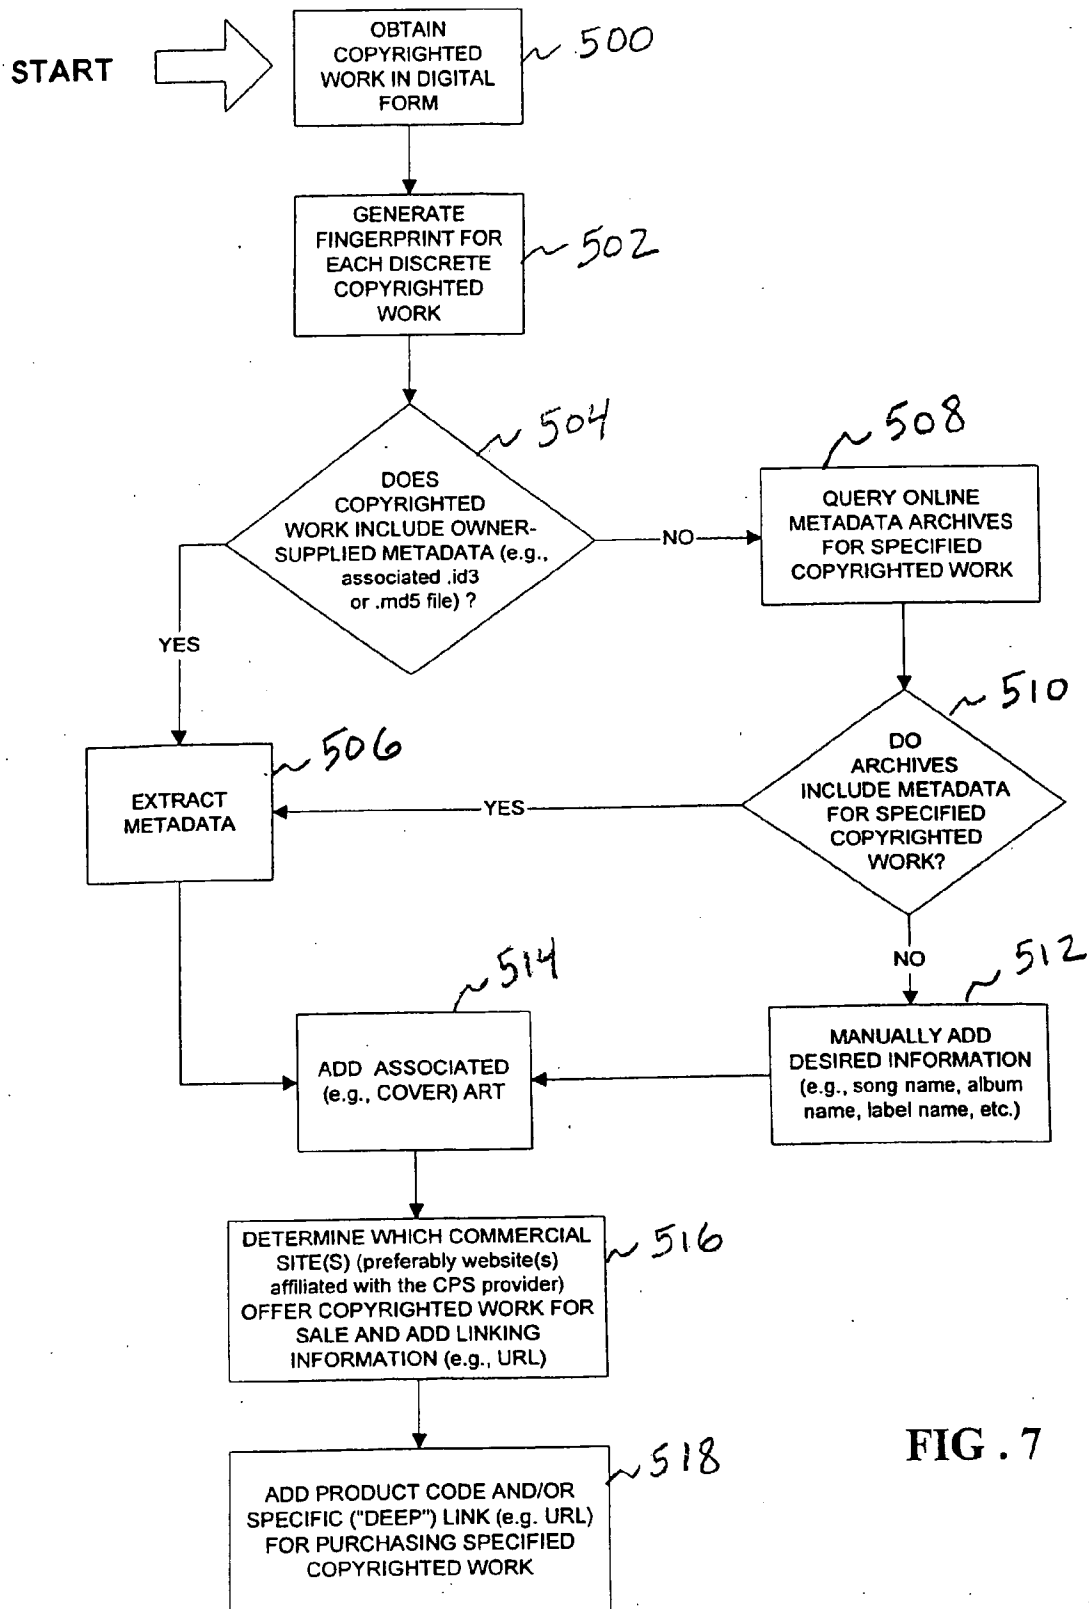 START
OBTAIN
COPYRIGHTED
WORK IN DIGITAL
FORM
500
GENERATE
FINGERPRINT FOR
EACH DISCRETE
COPYRIGHTED
WORK
502
DOES
COPYRIGHTED
WORK INCLUDE OWNER-
SUPPLIED METADATA (e.g.,
associated .id3
or .md5 file) ?
504
NO
QUERY ONLINE
METADATA ARCHIVES
FOR SPECIFIED
COPYRIGHTED WORK
508
YES
DO
ARCHIVES
INCLUDE METADATA
FOR SPECIFIED
COPYRIGHTED
WORK?
510
EXTRACT
METADATA
506
YES
NO
MANUALLY ADD
DESIRED INFORMATION
(e.g., song name, album
name, label name, etc.)
512
ADD ASSOCIATED
(e.g., COVER) ART
514
DETERMINE WHICH COMMERCIAL
SITE(S) (preferably website(s)
affiliated with the CPS provider)
OFFER COPYRIGHTED WORK FOR
SALE AND ADD LINKING
INFORMATION (e.g., URL)
516
ADD PRODUCT CODE AND/OR
SPECIFIC ("DEEP") LINK (e.g. URL)
FOR PURCHASING SPECIFIED
COPYRIGHTED WORK
518
FIG . 7